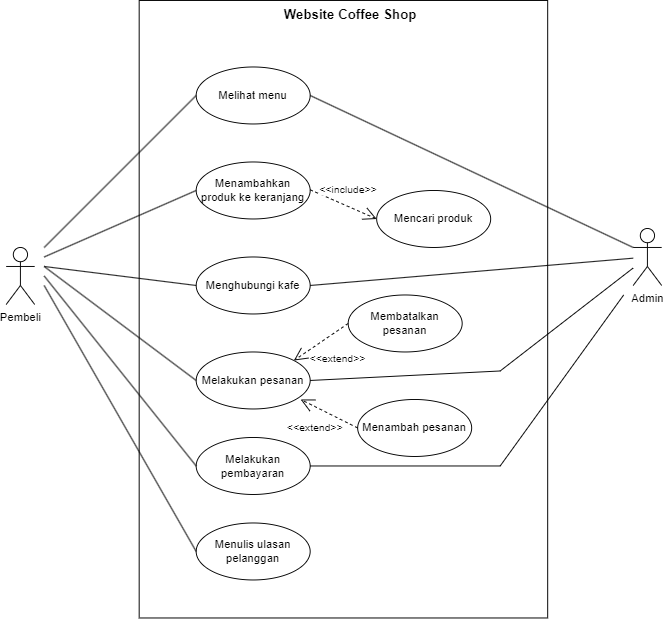 Website Coffee Shop
Melihat menu
Menambahkan
produk ke keranjang
<<include>>
Mencari produk
Pembeli
Admin
Menghubungi kafe
Membatalkan
pesanan
<<extend>>
Melakukan pesanan
<<extend>>
Menambah pesanan
Melakukan
pembayaran
Menulis ulasan
pelanggan